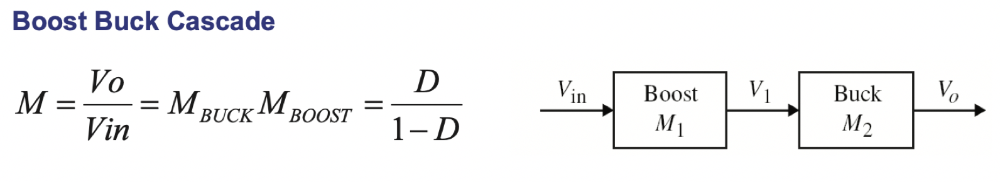 Boost Buck Cascade
M = Vo / Vin = M_BUCK M_BOOST = D / 1 − D
V_in
Boost
M_1
V_1
Buck
M_2
V_o